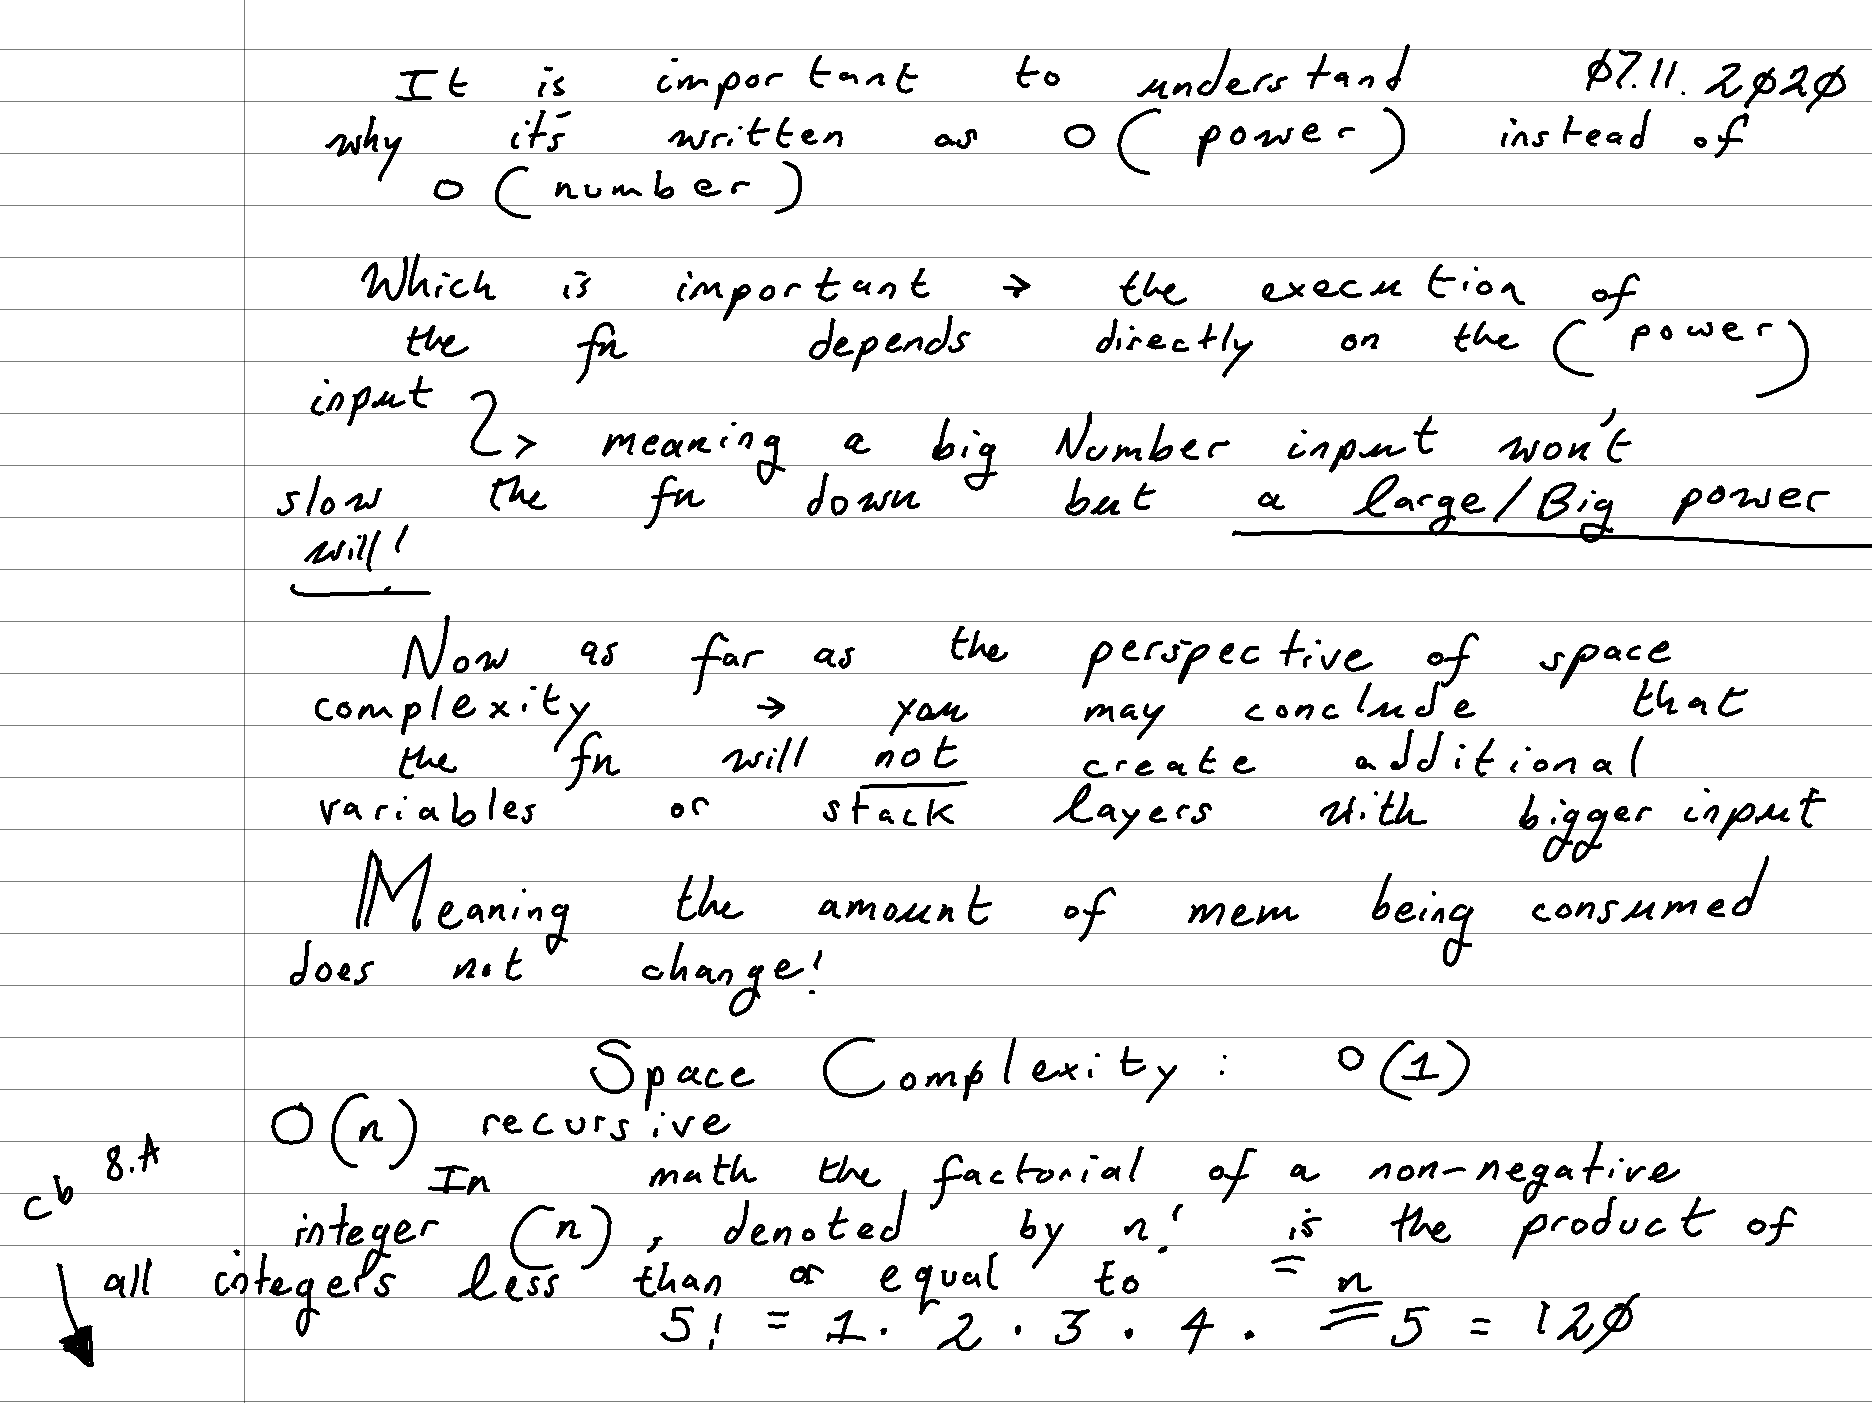 It is important to understand 07.11.2020
why it's written as O(power) instead of
O(number)
Which is important → the execution of
the fn depends directly on the (power)
input
↳ meaning a big Number input won't
slow the fn down but a large/Big power
will!
Now as far as the perspective of space
complexity → you may conclude that
the fn will not create additional
variables or stack layers with bigger input
Meaning the amount of mem being consumed
does not change!
Space Complexity: O(1)
O(n) recursive
cb 8.A
In math the factorial of a non-negative
integer (n), denoted by n! is the product of
all integers less than or equal to n
5! = 1 · 2 · 3 · 4 · 5 = 120